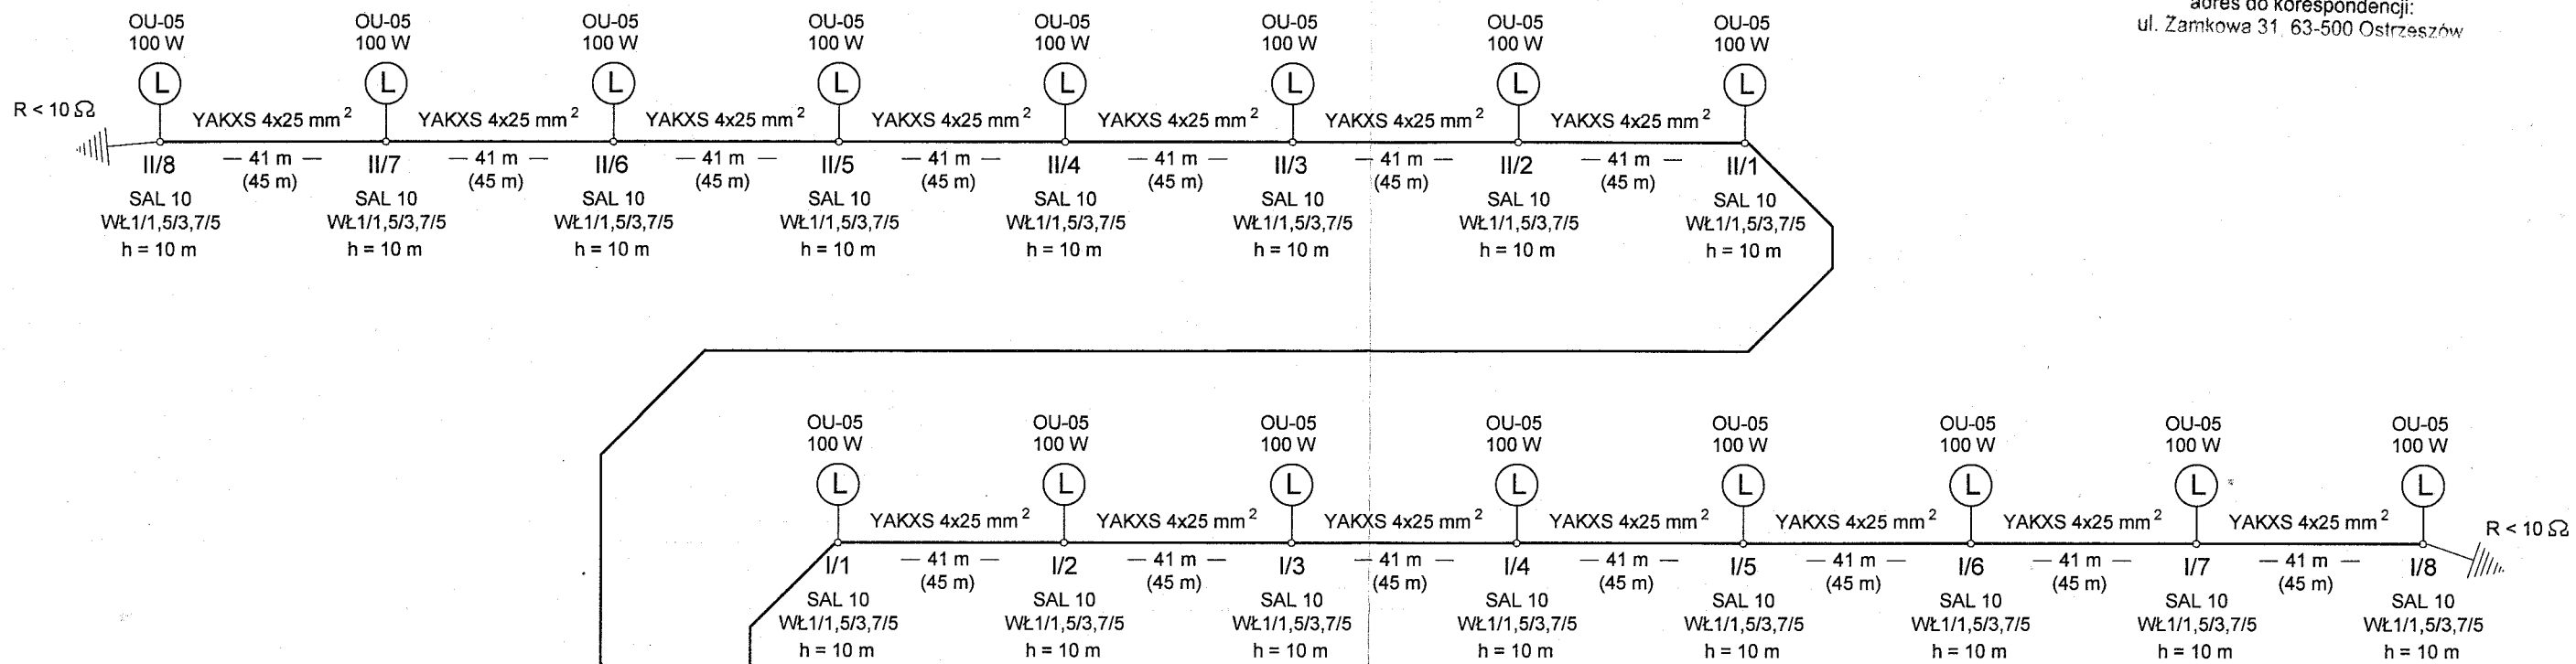 adres do korespondencji:
ul. Zamkowa 31, 63-500 Ostrzeszów
OU-05 OU-05 OU-05 OU-05 OU-05 OU-05 OU-05 OU-05
100 W 100 W 100 W 100 W 100 W 100 W 100 W 100 W
L L L L L L L L
R < 10 Ω
YAKXS 4x25 mm² YAKXS 4x25 mm² YAKXS 4x25 mm² YAKXS 4x25 mm² YAKXS 4x25 mm² YAKXS 4x25 mm² YAKXS 4x25 mm²
II/8 — 41 m — II/7 — 41 m — II/6 — 41 m — II/5 — 41 m — II/4 — 41 m — II/3 — 41 m — II/2 — 41 m — II/1
(45 m) (45 m) (45 m) (45 m) (45 m) (45 m) (45 m)
SAL 10 SAL 10 SAL 10 SAL 10 SAL 10 SAL 10 SAL 10 SAL 10
WŁ1/1,5/3,7/5 WŁ1/1,5/3,7/5 WŁ1/1,5/3,7/5 WŁ1/1,5/3,7/5 WŁ1/1,5/3,7/5 WŁ1/1,5/3,7/5 WŁ1/1,5/3,7/5 WŁ1/1,5/3,7/5
h = 10 m h = 10 m h = 10 m h = 10 m h = 10 m h = 10 m h = 10 m h = 10 m
OU-05 OU-05 OU-05 OU-05 OU-05 OU-05 OU-05 OU-05
100 W 100 W 100 W 100 W 100 W 100 W 100 W 100 W
L L L L L L L L
YAKXS 4x25 mm² YAKXS 4x25 mm² YAKXS 4x25 mm² YAKXS 4x25 mm² YAKXS 4x25 mm² YAKXS 4x25 mm² YAKXS 4x25 mm²
R < 10 Ω
I/1 — 41 m — I/2 — 41 m — I/3 — 41 m — I/4 — 41 m — I/5 — 41 m — I/6 — 41 m — I/7 — 41 m — I/8
(45 m) (45 m) (45 m) (45 m) (45 m) (45 m) (45 m)
SAL 10 SAL 10 SAL 10 SAL 10 SAL 10 SAL 10 SAL 10 SAL 10
WŁ1/1,5/3,7/5 WŁ1/1,5/3,7/5 WŁ1/1,5/3,7/5 WŁ1/1,5/3,7/5 WŁ1/1,5/3,7/5 WŁ1/1,5/3,7/5 WŁ1/1,5/3,7/5 WŁ1/1,5/3,7/5
h = 10 m h = 10 m h = 10 m h = 10 m h = 10 m h = 10 m h = 10 m h = 10 m